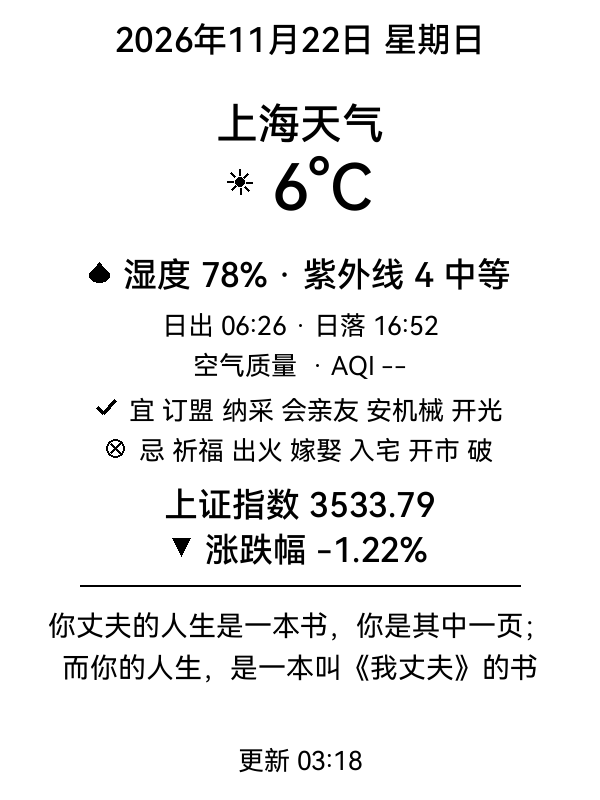 2026年11月22日 星期日
上海天气
6°C
湿度 78% · 紫外线 4 中等
日出 06:26 · 日落 16:52
空气质量 · AQI --
宜 订盟 纳采 会亲友 安机械 开光
忌 祈福 出火 嫁娶 入宅 开市 破
上证指数 3533.79
▼ 涨跌幅 -1.22%
你丈夫的人生是一本书，你是其中一页；
而你的人生，是一本叫《我丈夫》的书
更新 03:18